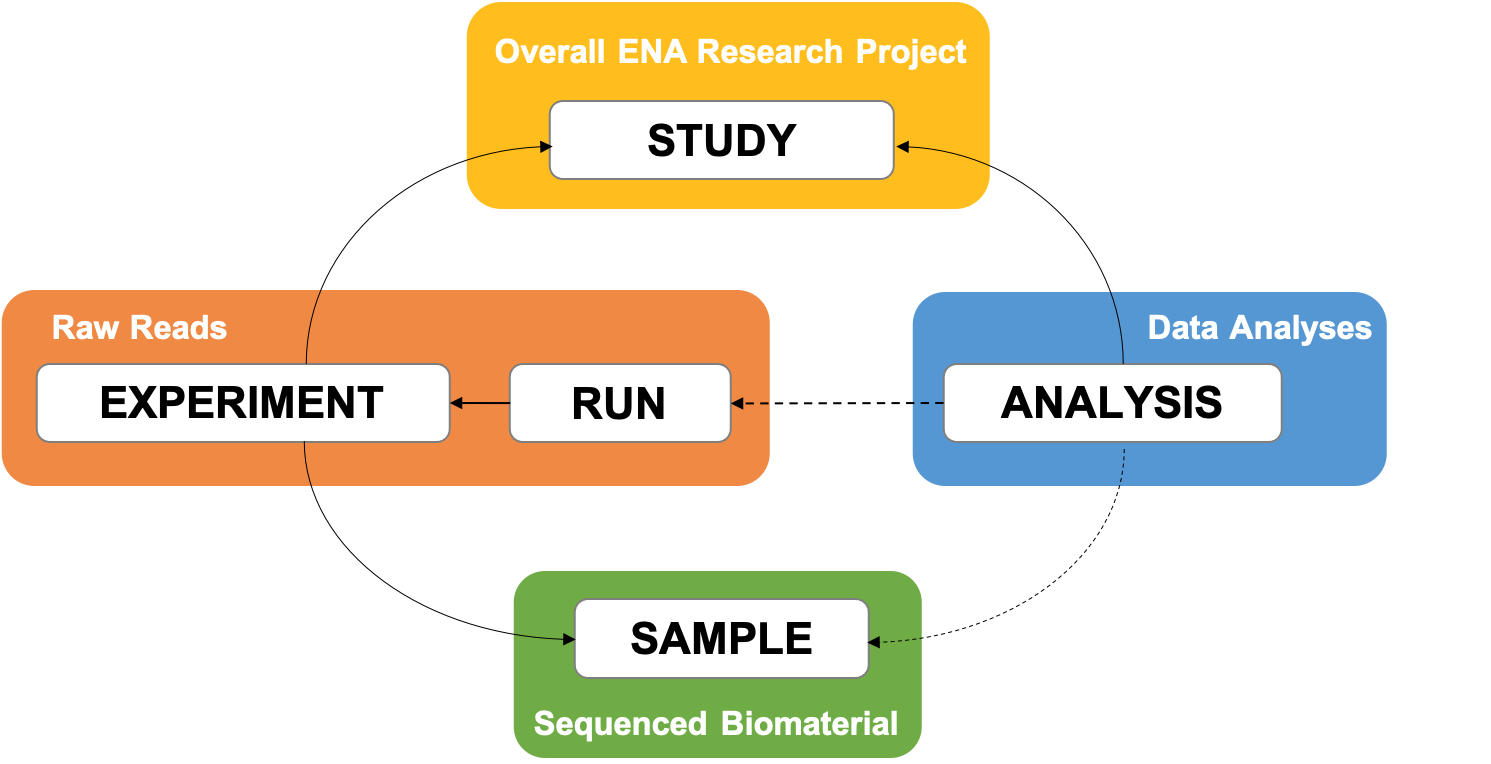 Overall ENA Research Project
STUDY
Raw Reads
EXPERIMENT
RUN
Data Analyses
ANALYSIS
SAMPLE
Sequenced Biomaterial